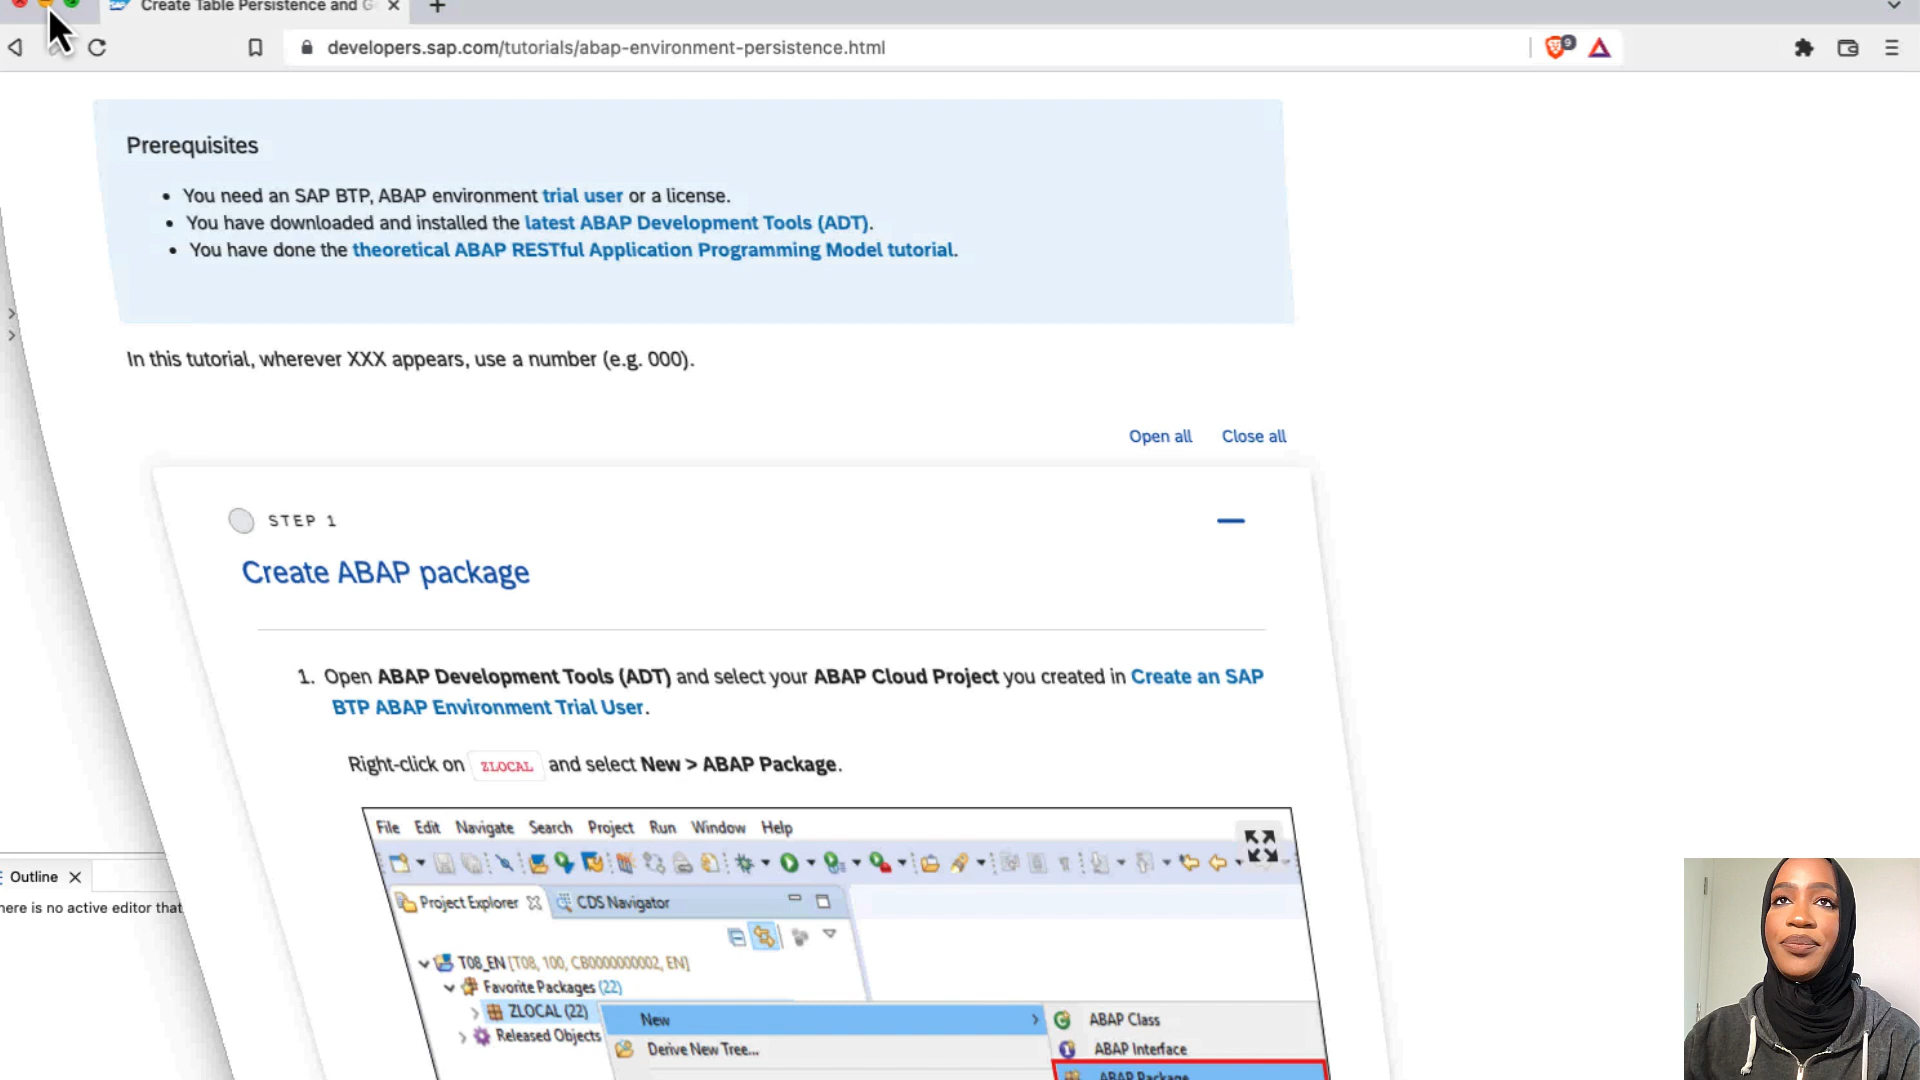 Create Table Persistence and G
developers.sap.com/tutorials/abap-environment-persistence.html
9
Prerequisites
• You need an SAP BTP, ABAP environment trial user or a license.
• You have downloaded and installed the latest ABAP Development Tools (ADT).
• You have done the theoretical ABAP RESTful Application Programming Model tutorial.
In this tutorial, wherever XXX appears, use a number (e.g. 000).
Open all Close all
STEP 1
Create ABAP package
1. Open ABAP Development Tools (ADT) and select your ABAP Cloud Project you created in Create an SAP
BTP ABAP Environment Trial User.
Right-click on ZLOCAL and select New > ABAP Package.
File Edit Navigate Search Project Run Window Help
Project Explorer CDS Navigator
T08_EN [T08, 100, CB0000000002, EN]
Favorite Packages (22)
ZLOCAL (22)
Released Objects
New
Derive New Tree...
ABAP Class
ABAP Interface
ABAP Package
Outline
here is no active editor that